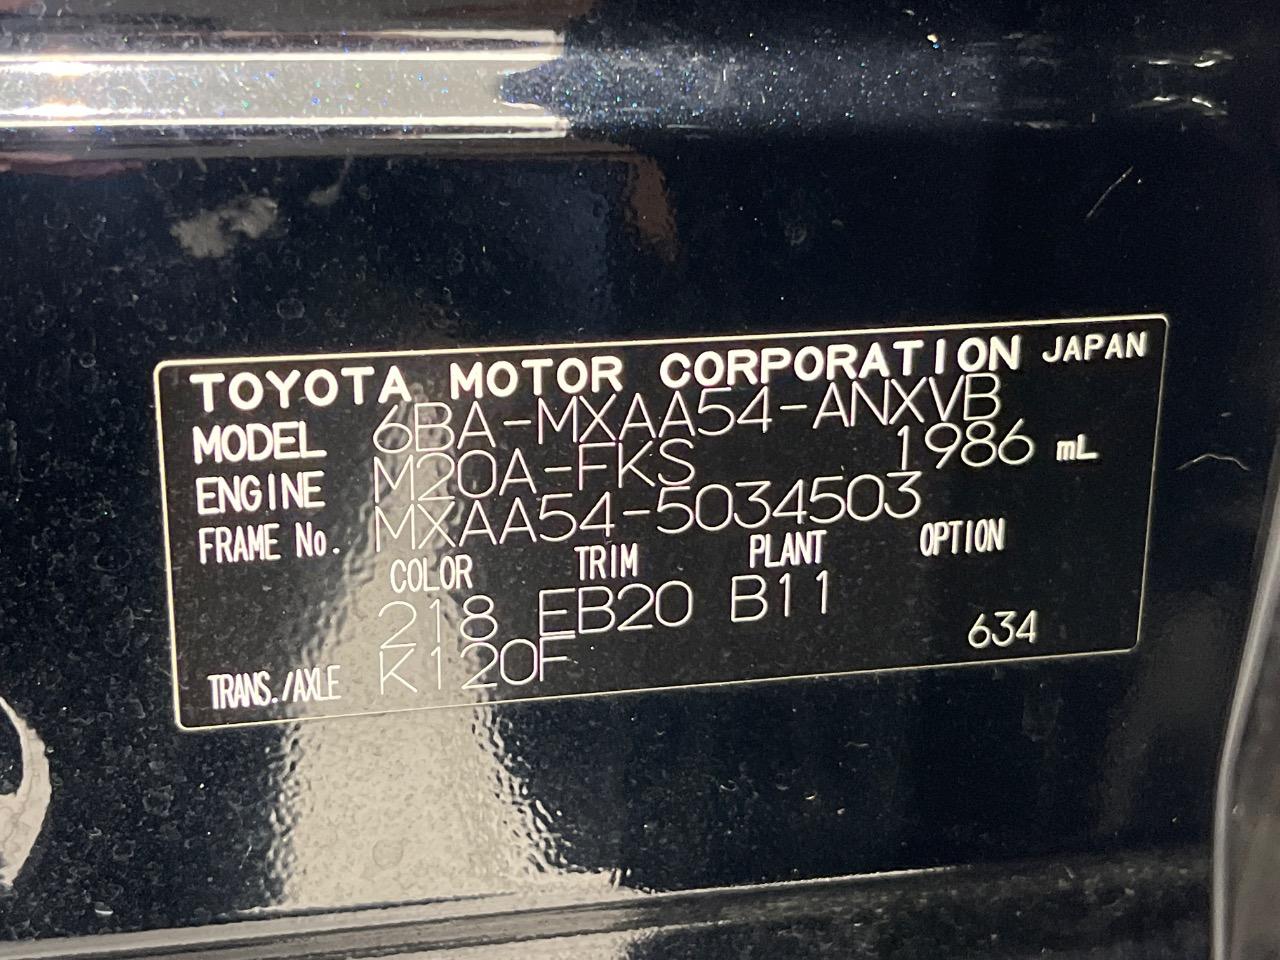 TOYOTA MOTOR CORPORATION JAPAN
MODEL 6BA-MXAA54-ANXVB
ENGINE M20A-FKS 1986 mL
FRAME No. MXAA54-5034503
COLOR TRIM PLANT OPTION
218 EB20 B11
TRANS./AXLE K120F 634